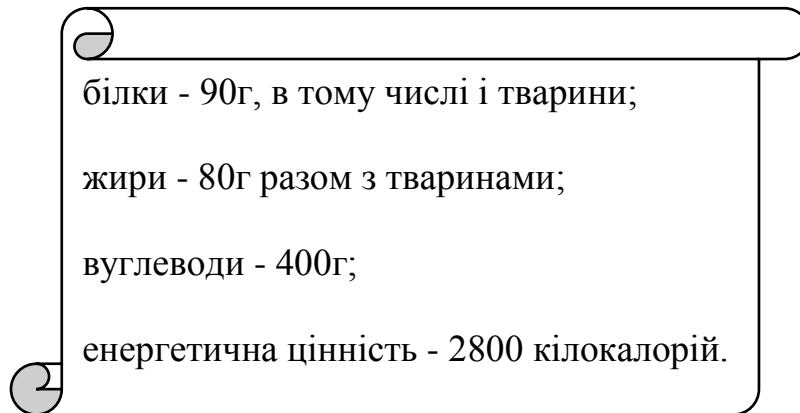 білки - 90г, в тому числі і тварини;
жири - 80г разом з тваринами;
вуглеводи - 400г;
енергетична цінність - 2800 кілокалорій.